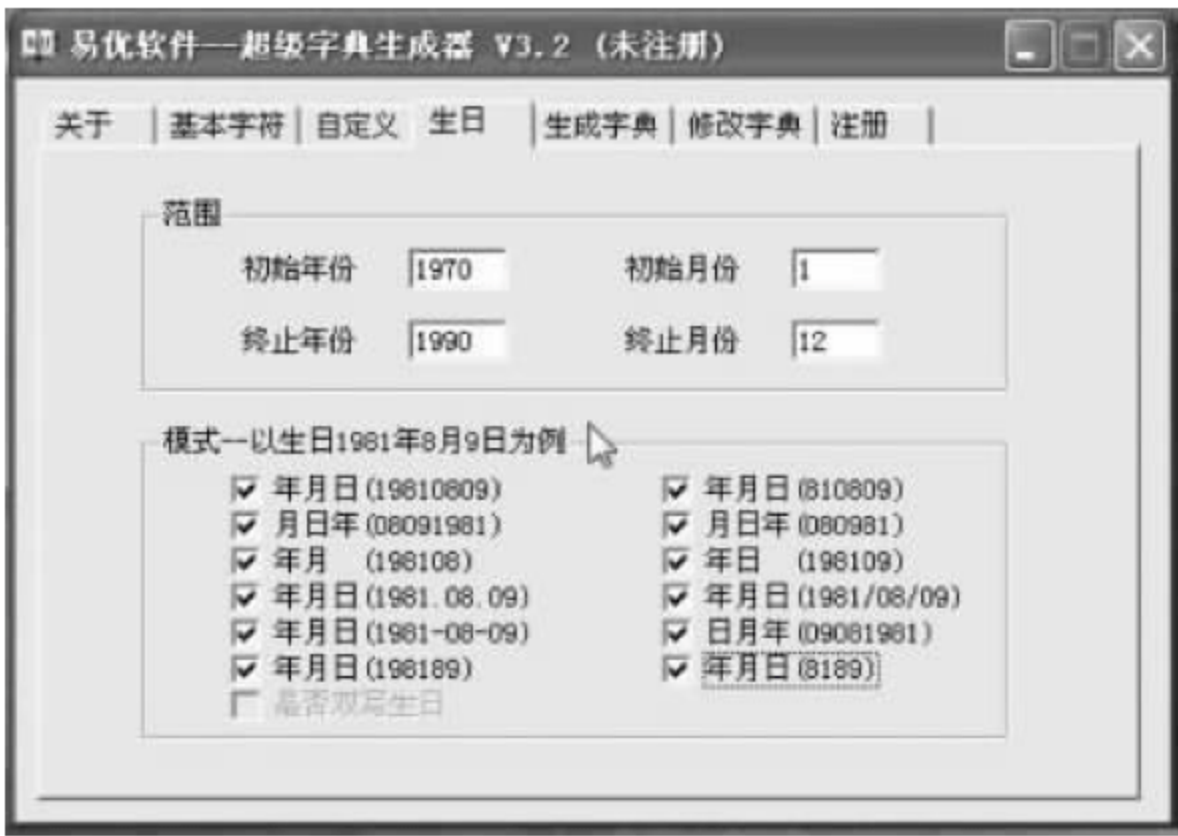 易优软件--超级字典生成器 V3.2 (未注册)
关于 基本字符 自定义 生日 生成字典 修改字典 注册
范围
初始年份 1970 初始月份 1
终止年份 1990 终止月份 12
模式--以生日1981年8月9日为例
年月日(19810809) 年月日(810809)
月日年(08091981) 月日年(080981)
年月 (198108) 年日 (198109)
年月日(1981.08.09) 年月日(1981/08/09)
年月日(1981-08-09) 日月年(09081981)
年月日(198189) 年月日(8189)
是否双写生日